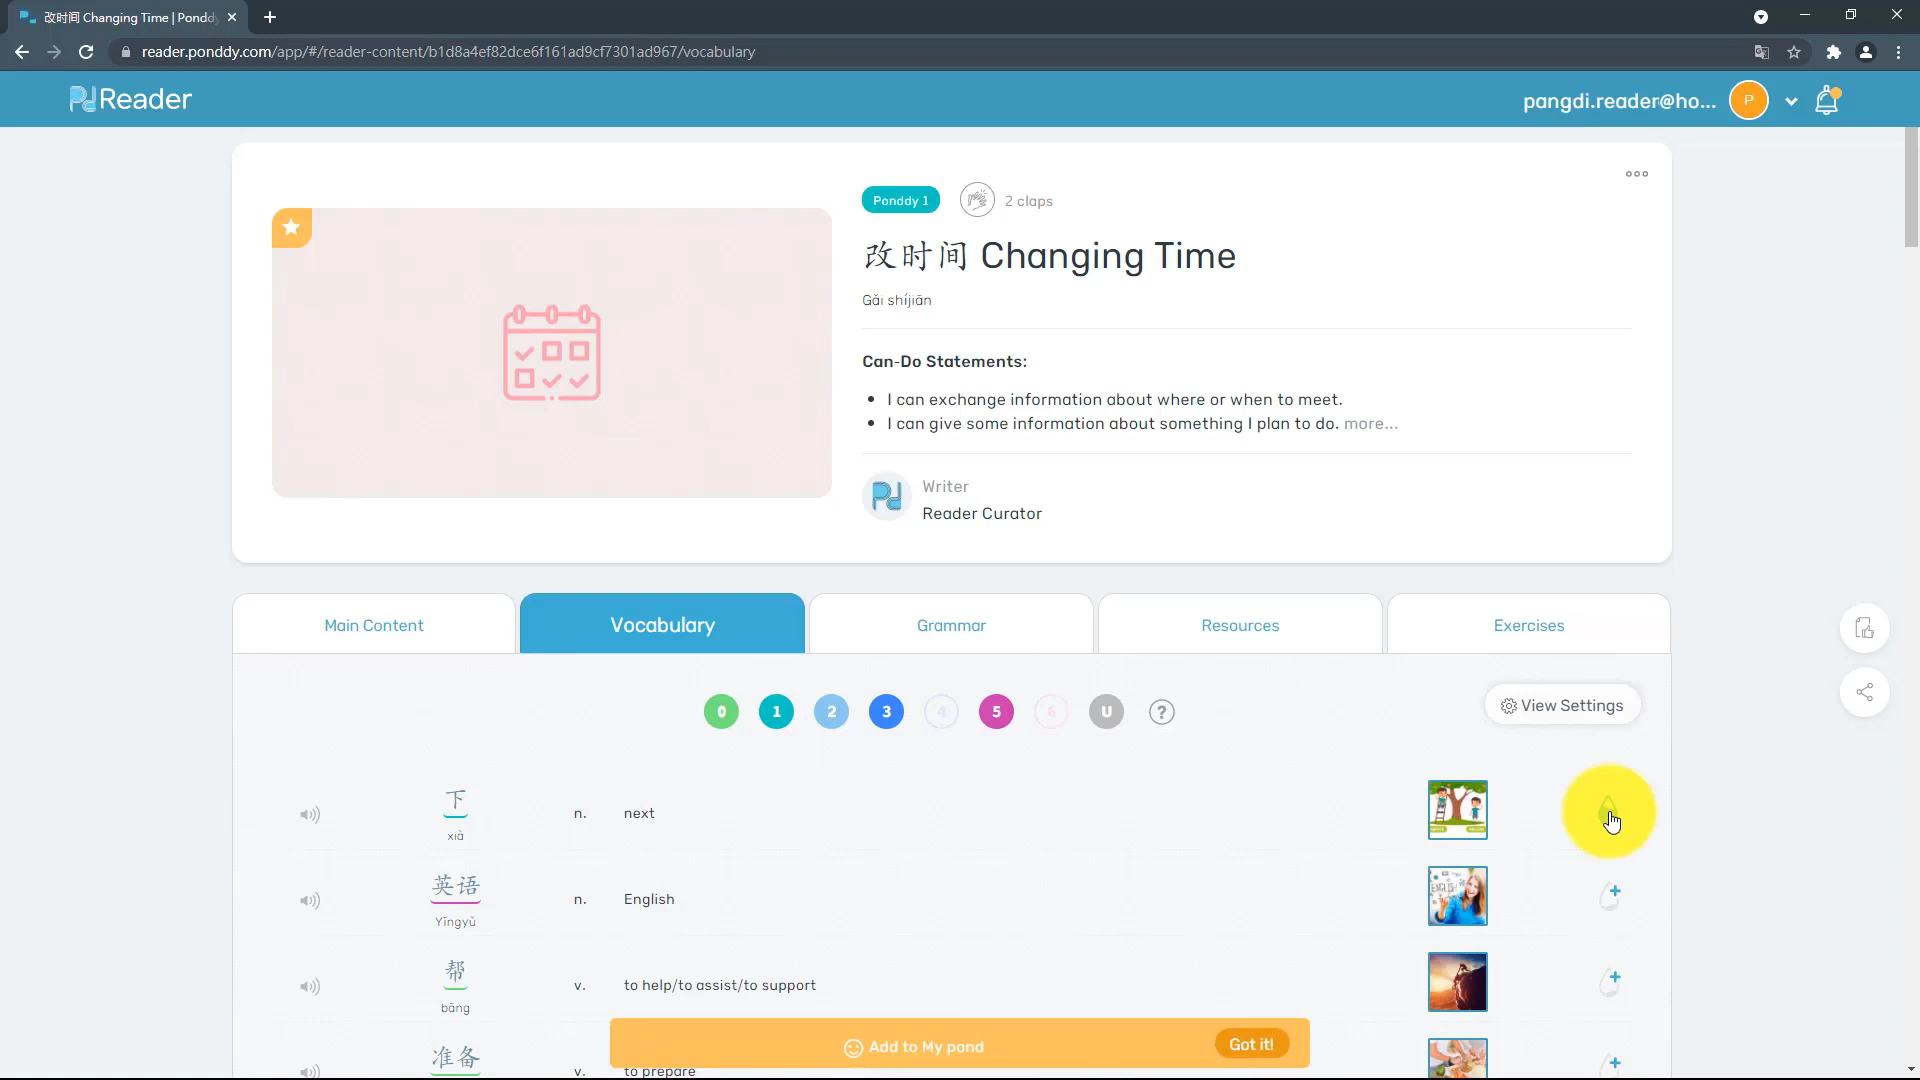 改时间 Changing Time | Pondd
reader.ponddy.com/app/#/reader-content/b1d8a4ef82dce6f161ad9cf7301ad967/vocabulary
Reader
pangdi.reader@ho...
P
Ponddy 1
2 claps
改时间 Changing Time
Gǎi shíjiān
Can-Do Statements:
I can exchange information about where or when to meet.
I can give some information about something I plan to do. more...
Writer
Reader Curator
Main Content
Vocabulary
Grammar
Resources
Exercises
0 1 2 3 4 5 6 U ?
View Settings
下
xià
n.
next
英语
Yīngyǔ
n.
English
帮
bāng
v.
to help/to assist/to support
准备
v.
to prepare
Add to My pond
Got it!